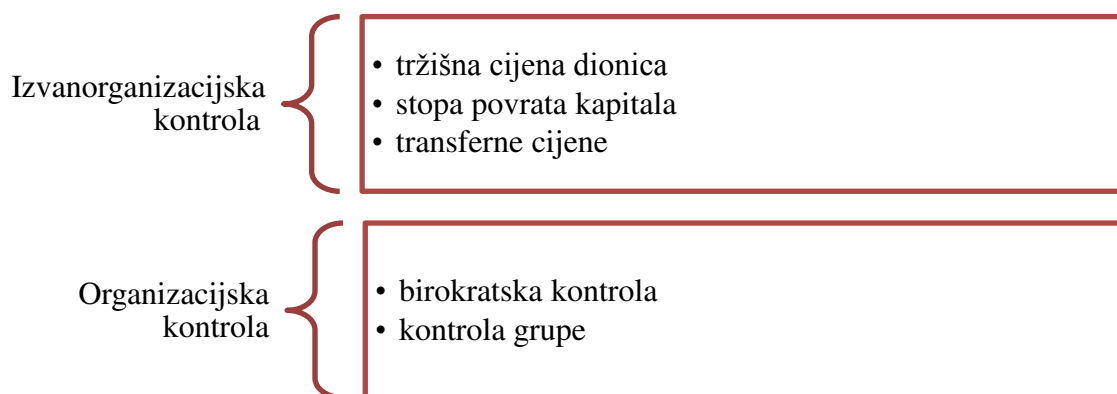 Izvanorganizacijska
kontrola
• tržišna cijena dionica
• stopa povrata kapitala
• transferne cijene
Organizacijska
kontrola
• birokratska kontrola
• kontrola grupe